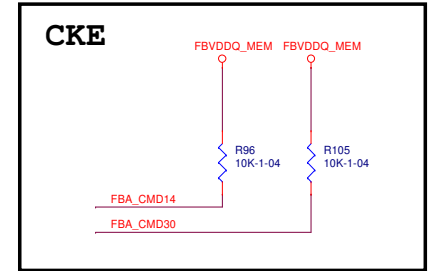 CKE
FBVDDQ_MEM FBVDDQ_MEM
R96 R105
10K-1-04 10K-1-04
FBA_CMD14
FBA_CMD30